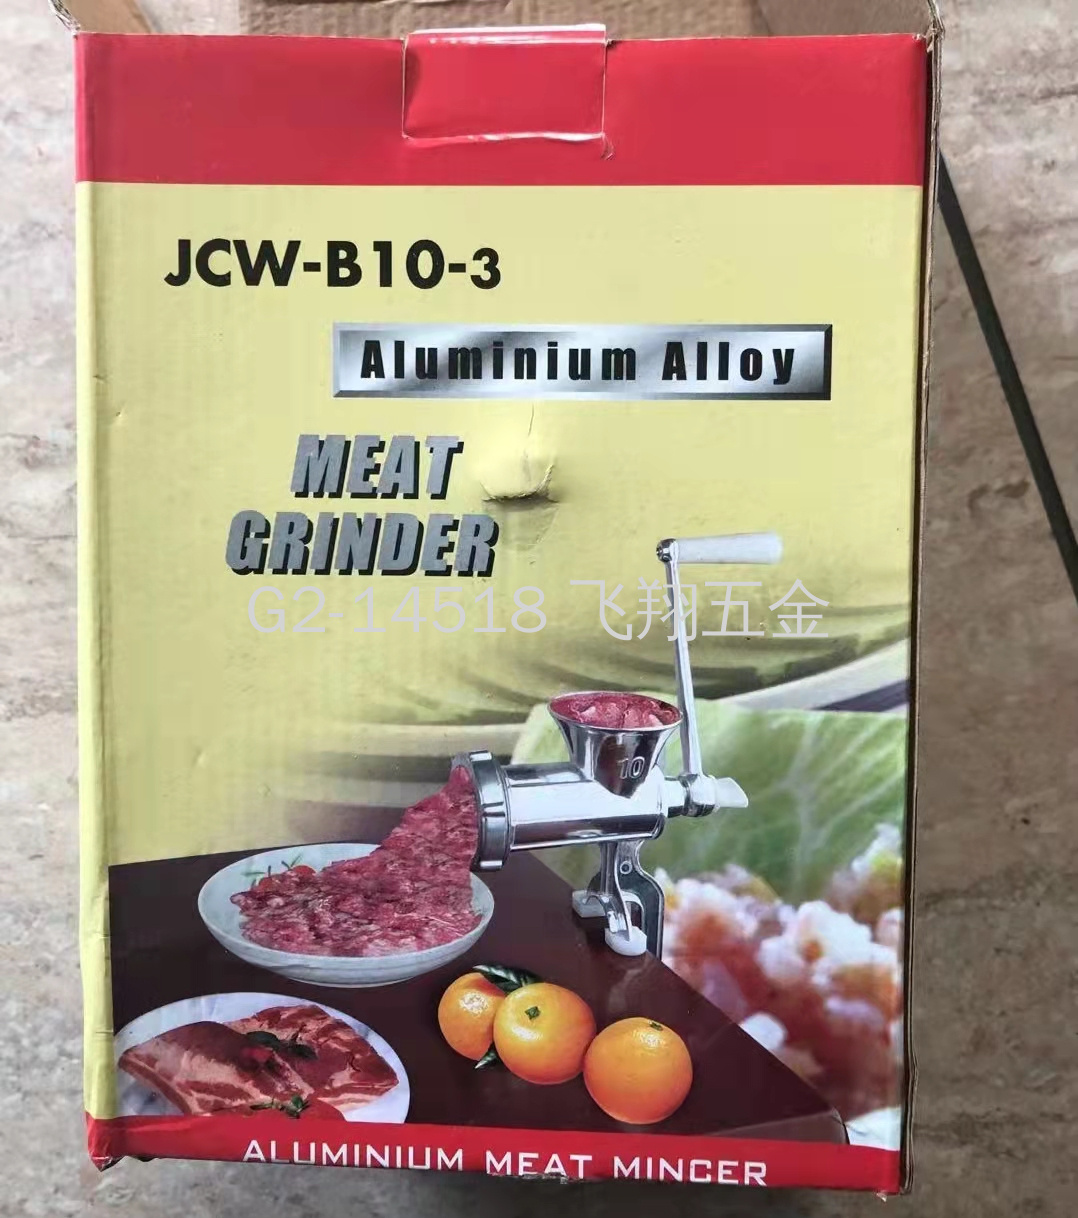 JCW-B10-3
Aluminium Alloy
MEAT
GRINDER
G2-14518 飞翔五金
10
ALUMINIUM MEAT MINCER